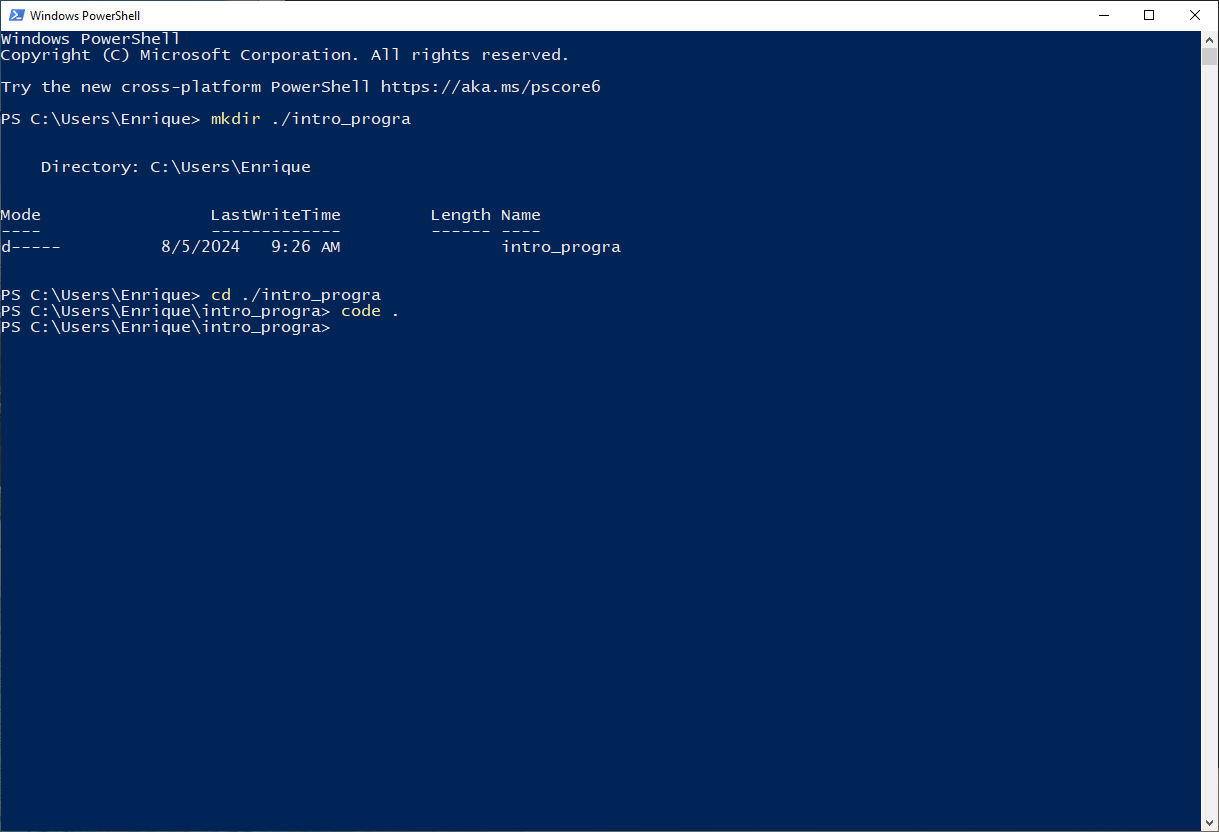 Windows PowerShell
Windows PowerShell
Copyright (C) Microsoft Corporation. All rights reserved.
Try the new cross-platform PowerShell https://aka.ms/pscore6
PS C:\Users\Enrique> mkdir ./intro_progra
    Directory: C:\Users\Enrique
Mode                 LastWriteTime         Length Name
----                 -------------         ------ ----
d-----          8/5/2024   9:26 AM                intro_progra
PS C:\Users\Enrique> cd ./intro_progra
PS C:\Users\Enrique\intro_progra> code .
PS C:\Users\Enrique\intro_progra>